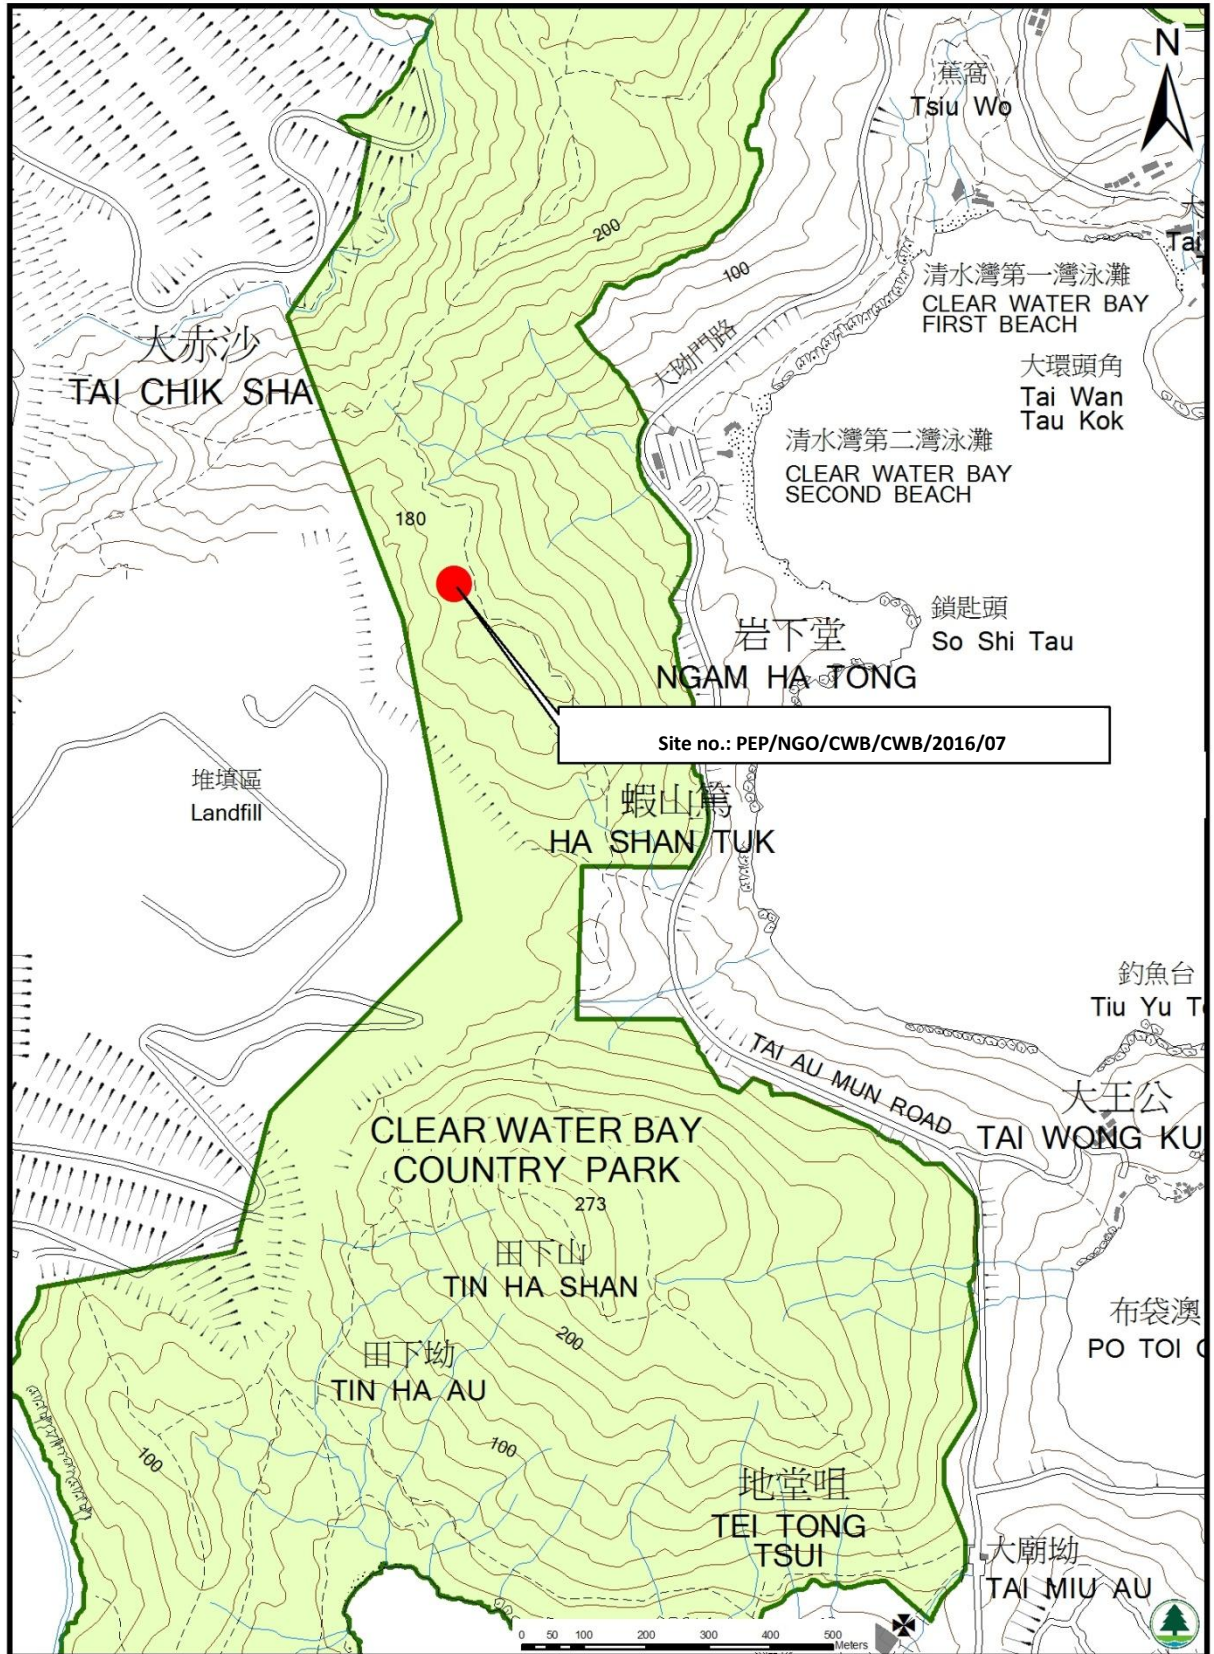 N
蕉窩
Tsiu Wo
200
大
Tai
100
清水灣第一灣泳灘
CLEAR WATER BAY
FIRST BEACH
大坳門路
大赤沙
TAI CHIK SHA
大環頭角
Tai Wan
Tau Kok
清水灣第二灣泳灘
CLEAR WATER BAY
SECOND BEACH
180
鎖匙頭
So Shi Tau
岩下堂
NGAM HA TONG
Site no.: PEP/NGO/CWB/CWB/2016/07
堆填區
Landfill
蝦山篤
HA SHAN TUK
釣魚台
Tiu Yu T
TAI AU MUN ROAD
大王公
TAI WONG KU
CLEAR WATER BAY
COUNTRY PARK
273
田下山
TIN HA SHAN
布袋澳
PO TOI
200
田下坳
TIN HA AU
100
100
地堂咀
TEI TONG
TSUI
大廟坳
TAI MIU AU
0 50 100 200 300 400 500
Meters